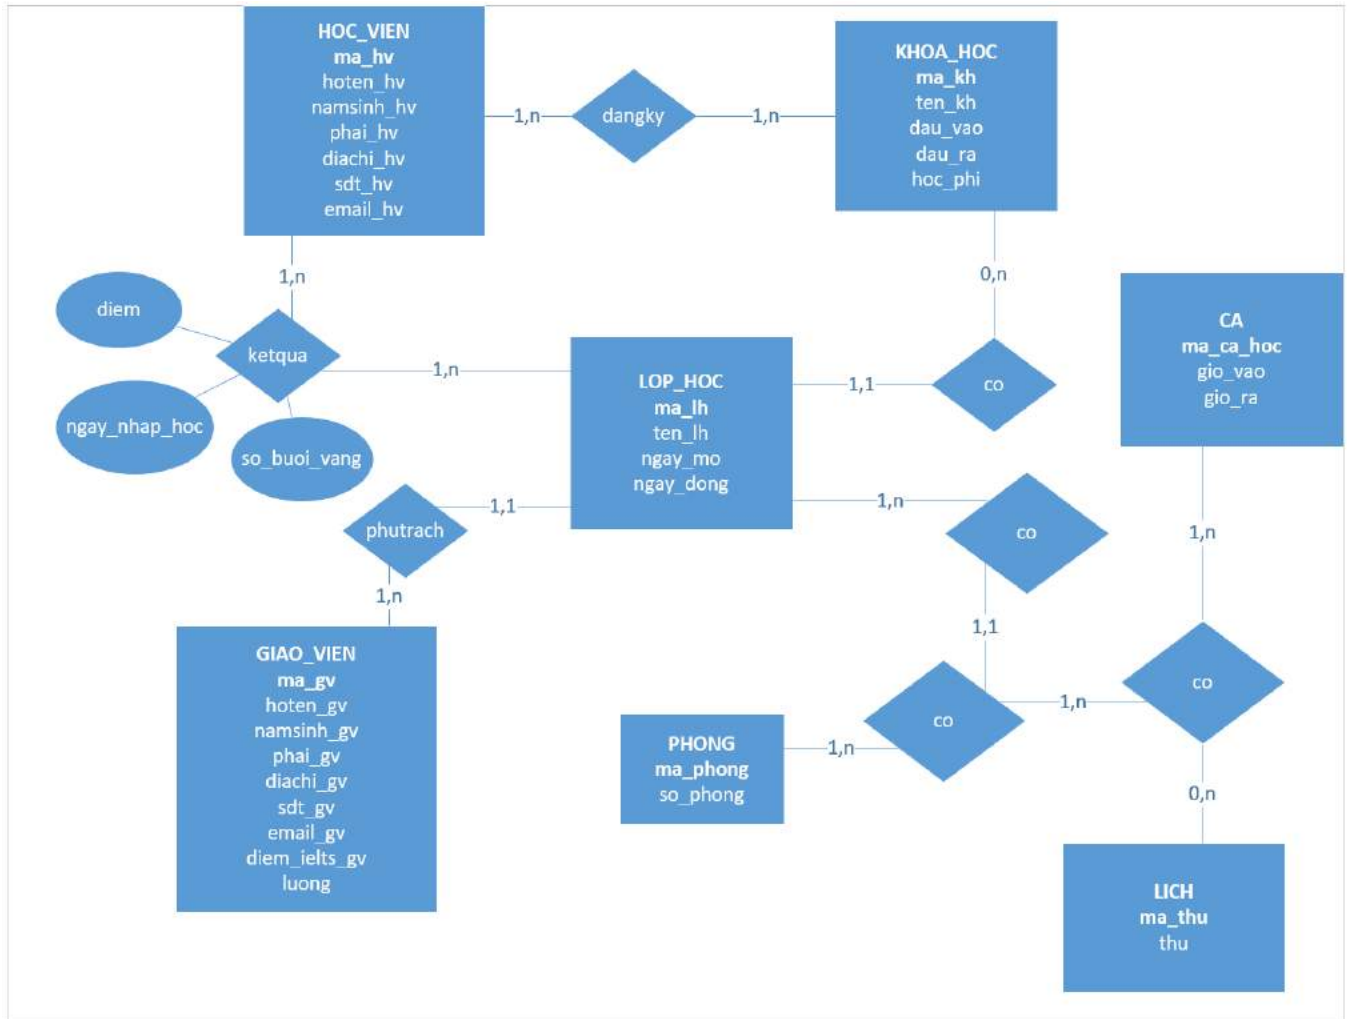 HOC_VIEN
ma_hv
hoten_hv
namsinh_hv
phai_hv
diachi_hv
sdt_hv
email_hv
1,n
dangky
1,n
KHOA_HOC
ma_kh
ten_kh
dau_vao
dau_ra
hoc_phi
1,n
0,n
diem
ketqua
ngay_nhap_hoc
so_buoi_vang
1,n
LOP_HOC
ma_lh
ten_lh
ngay_mo
ngay_dong
1,1
co
CA
ma_ca_hoc
gio_vao
gio_ra
phutrach
1,1
1,n
co
1,n
1,n
1,1
GIAO_VIEN
ma_gv
hoten_gv
namsinh_gv
phai_gv
diachi_gv
sdt_gv
email_gv
diem_ielts_gv
luong
PHONG
ma_phong
so_phong
1,n
co
1,n
co
0,n
LICH
ma_thu
thu